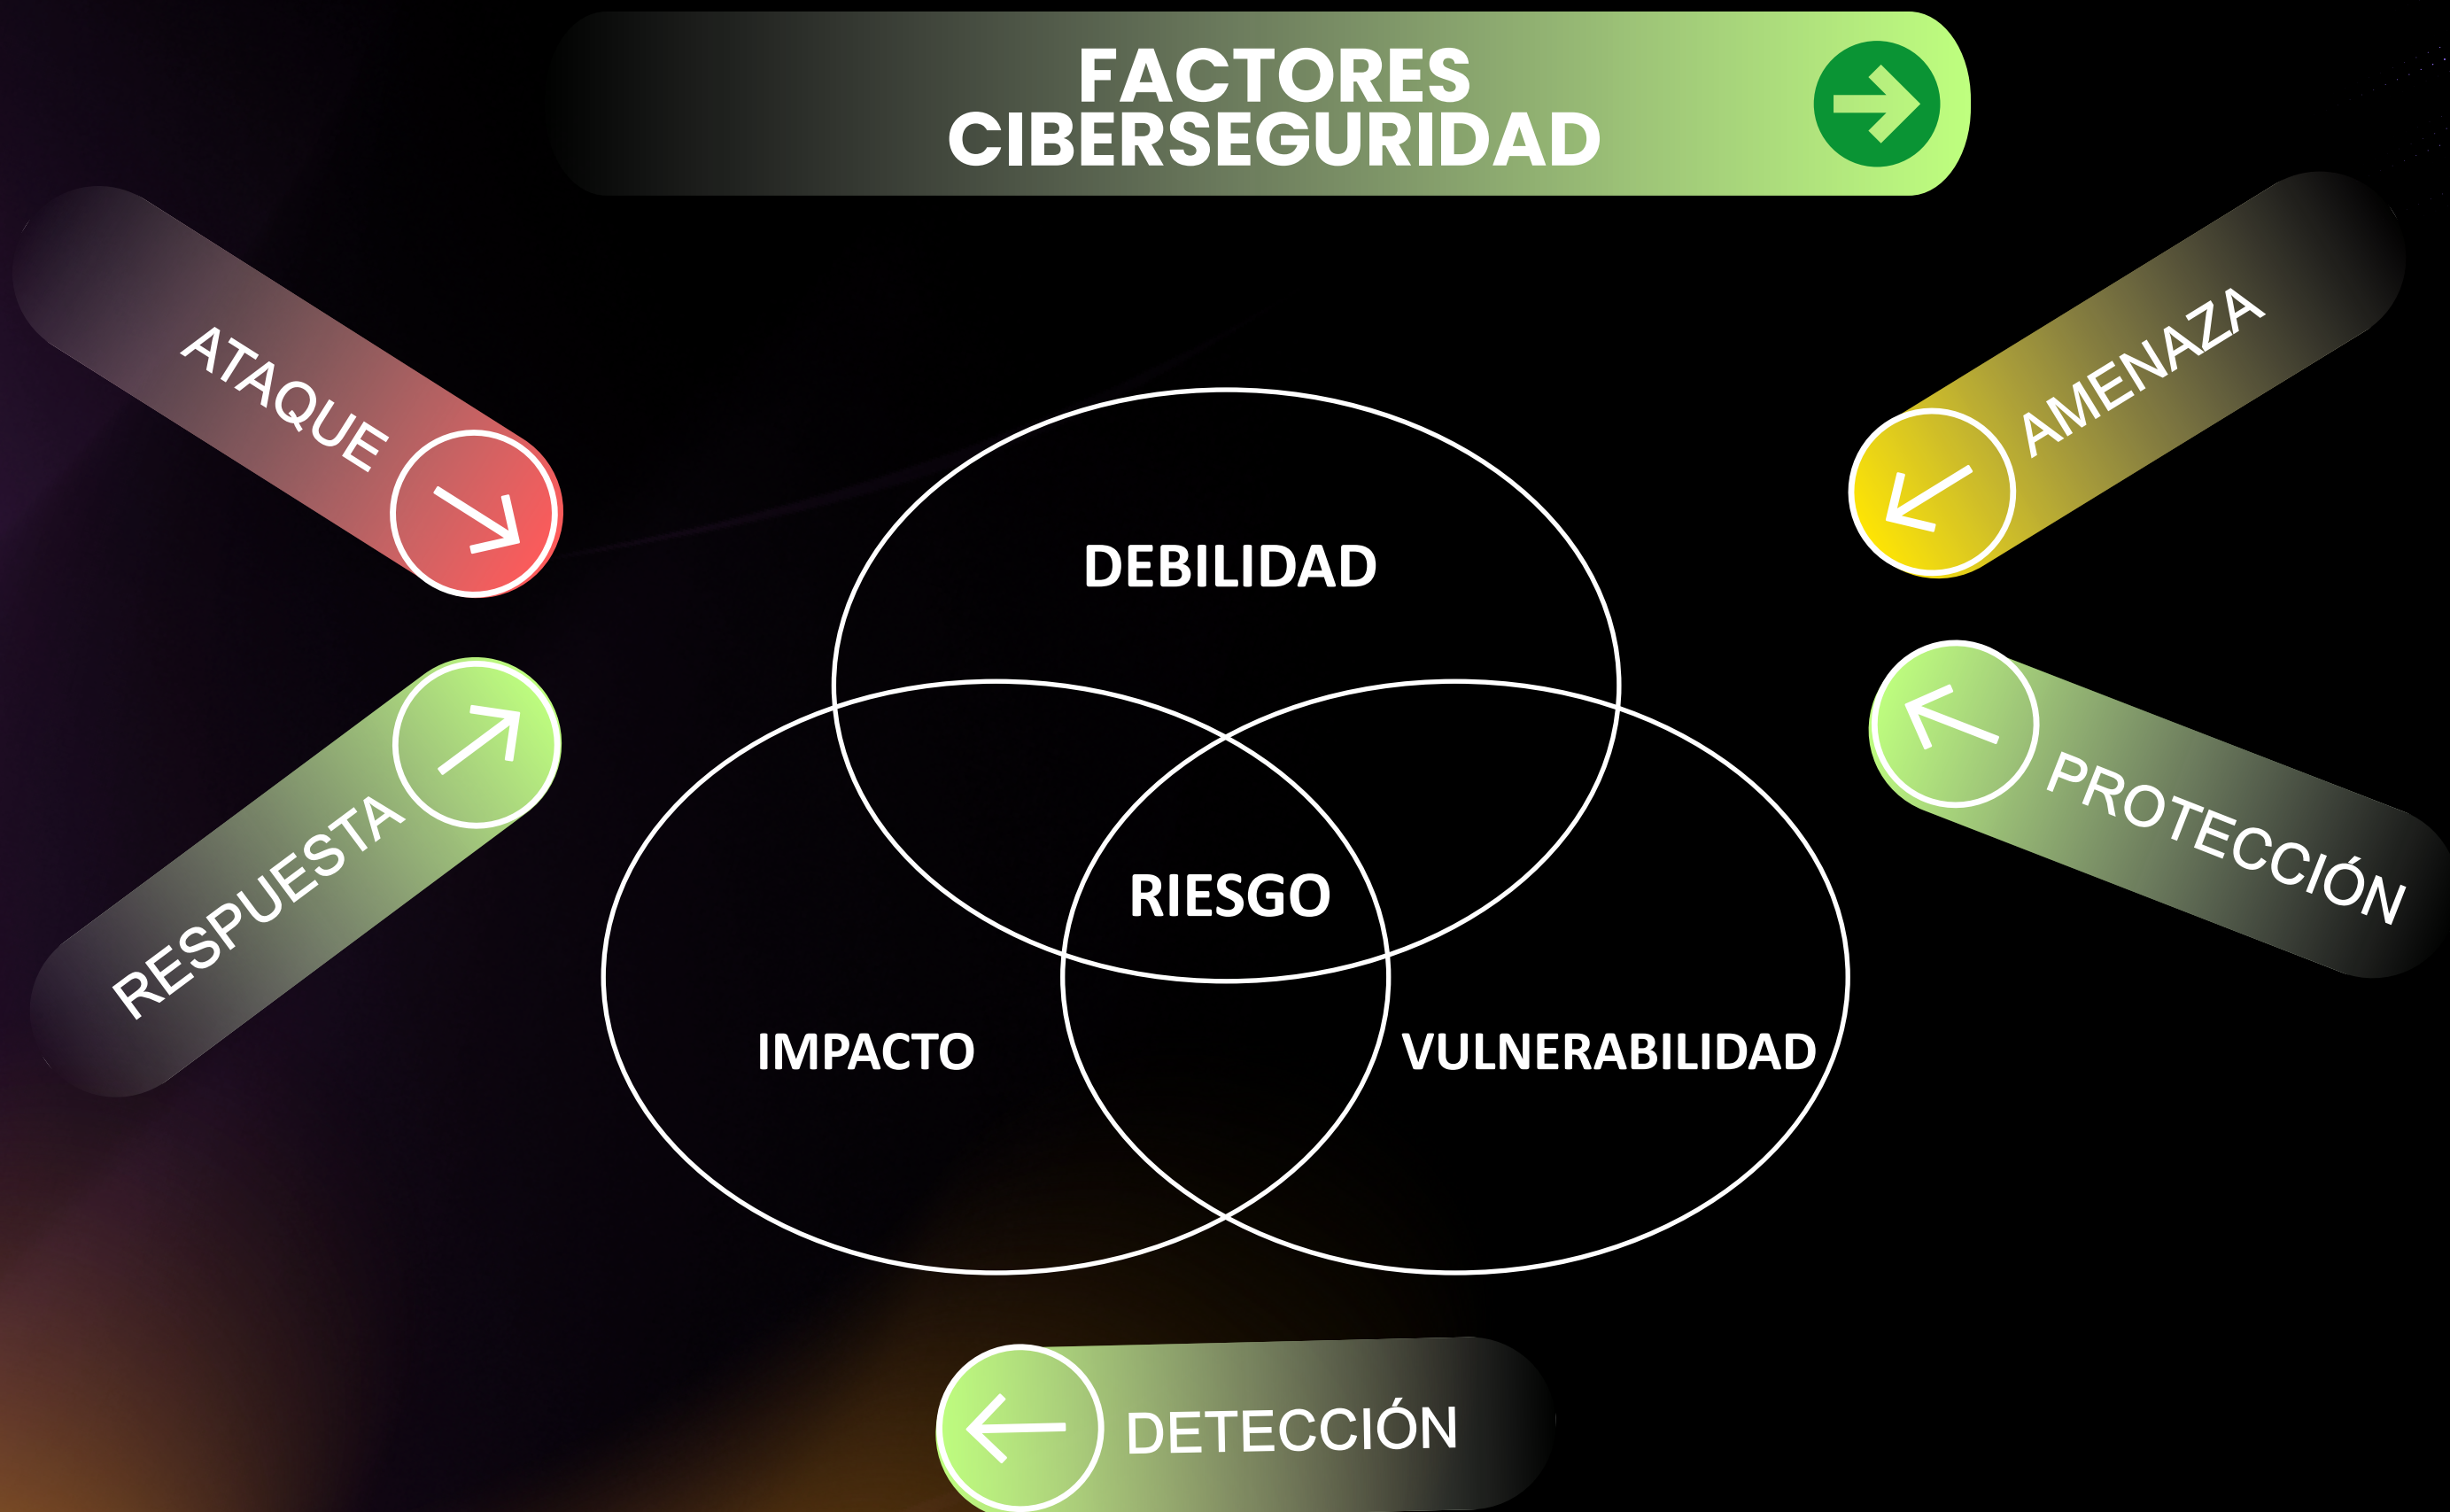 FACTORES
CIBERSEGURIDAD
ATAQUE
AMENAZA
DEBILIDAD
RESPUESTA
PROTECCIÓN
RIESGO
IMPACTO
VULNERABILIDAD
DETECCIÓN